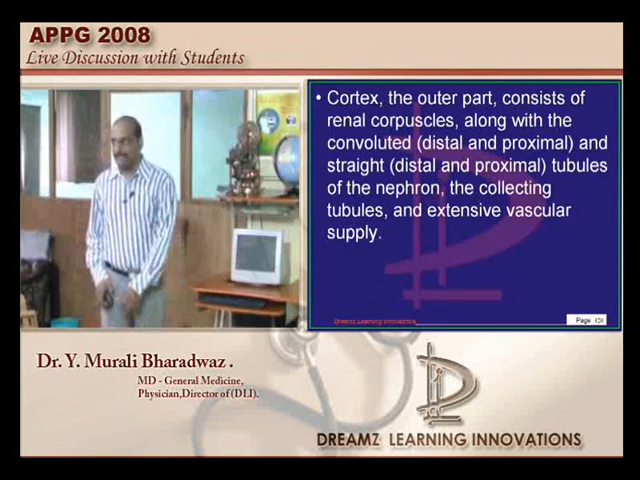 APPG 2008
Live Discussion with Students
• Cortex, the outer part, consists of
renal corpuscles, along with the
convoluted (distal and proximal) and
straight (distal and proximal) tubules
of the nephron, the collecting
tubules, and extensive vascular
supply.
Dreamz Learning Innovations
Page
Dr. Y. Murali Bharadwaz .
MD - General Medicine,
Physician,Director of (DLI).
DREAMZ LEARNING INNOVATIONS